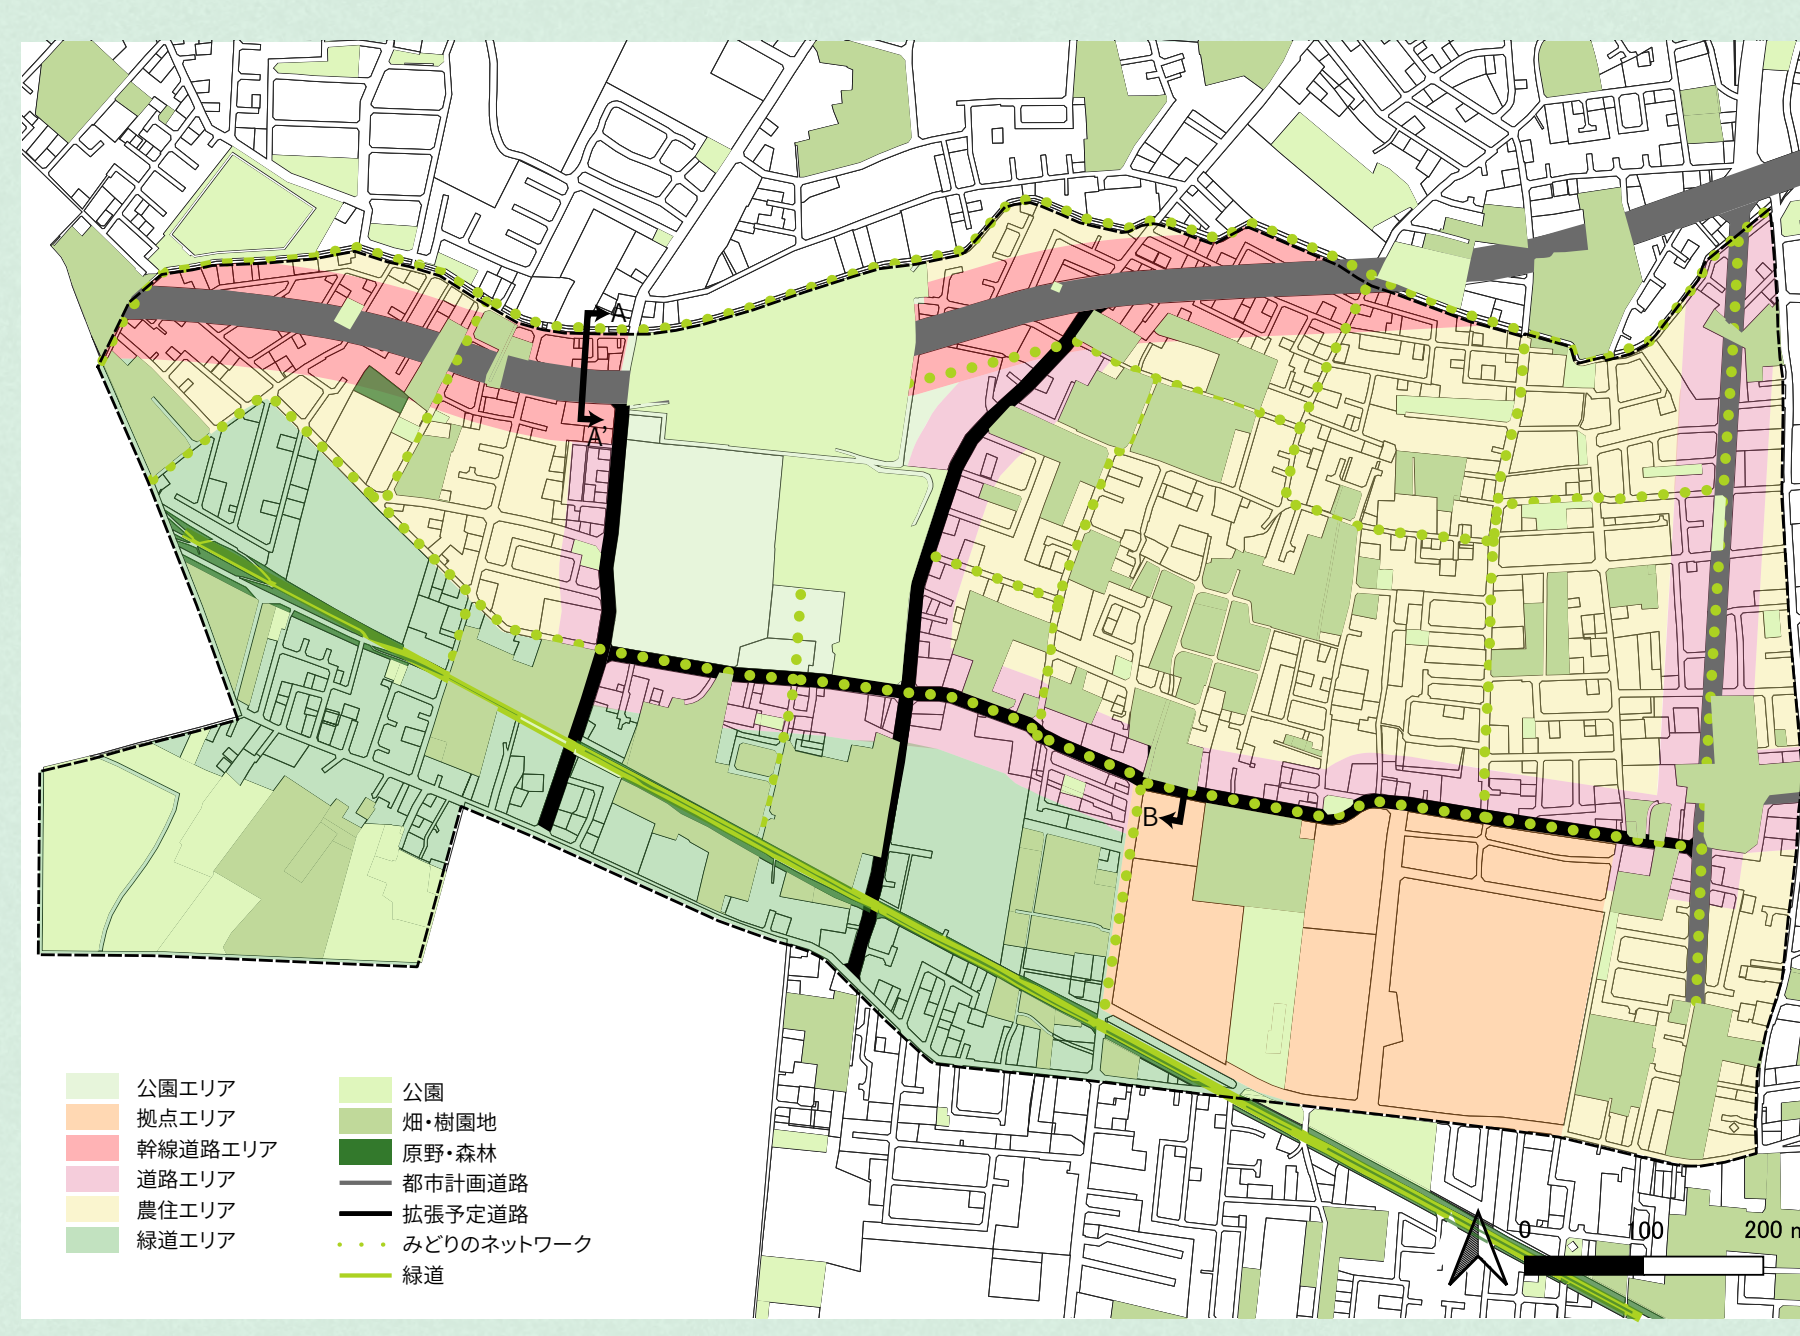 A
A’
B
公園エリア
拠点エリア
幹線道路エリア
道路エリア
農住エリア
緑道エリア
公園
畑・樹園地
原野・森林
都市計画道路
拡張予定道路
みどりのネットワーク
緑道
0 100 200 m